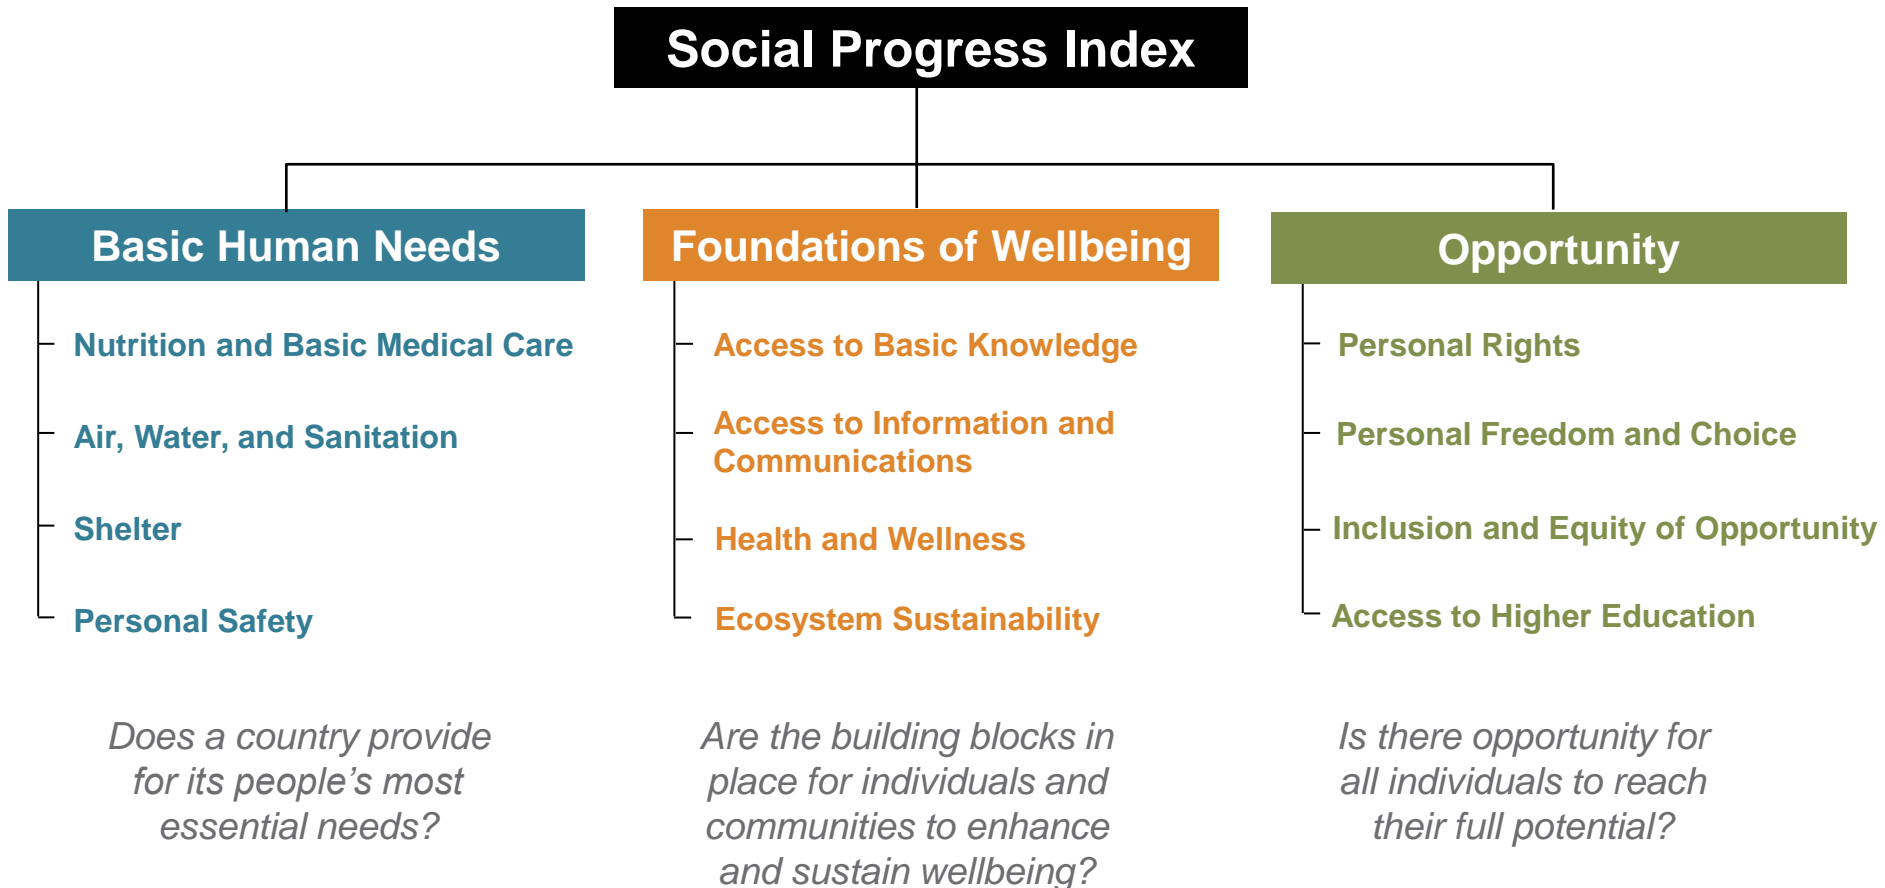 Social Progress Index
Basic Human Needs
Nutrition and Basic Medical Care
Air, Water, and Sanitation
Shelter
Personal Safety
Does a country provide
for its people’s most
essential needs?
Foundations of Wellbeing
Access to Basic Knowledge
Access to Information and
Communications
Health and Wellness
Ecosystem Sustainability
Are the building blocks in
place for individuals and
communities to enhance
and sustain wellbeing?
Opportunity
Personal Rights
Personal Freedom and Choice
Inclusion and Equity of Opportunity
Access to Higher Education
Is there opportunity for
all individuals to reach
their full potential?